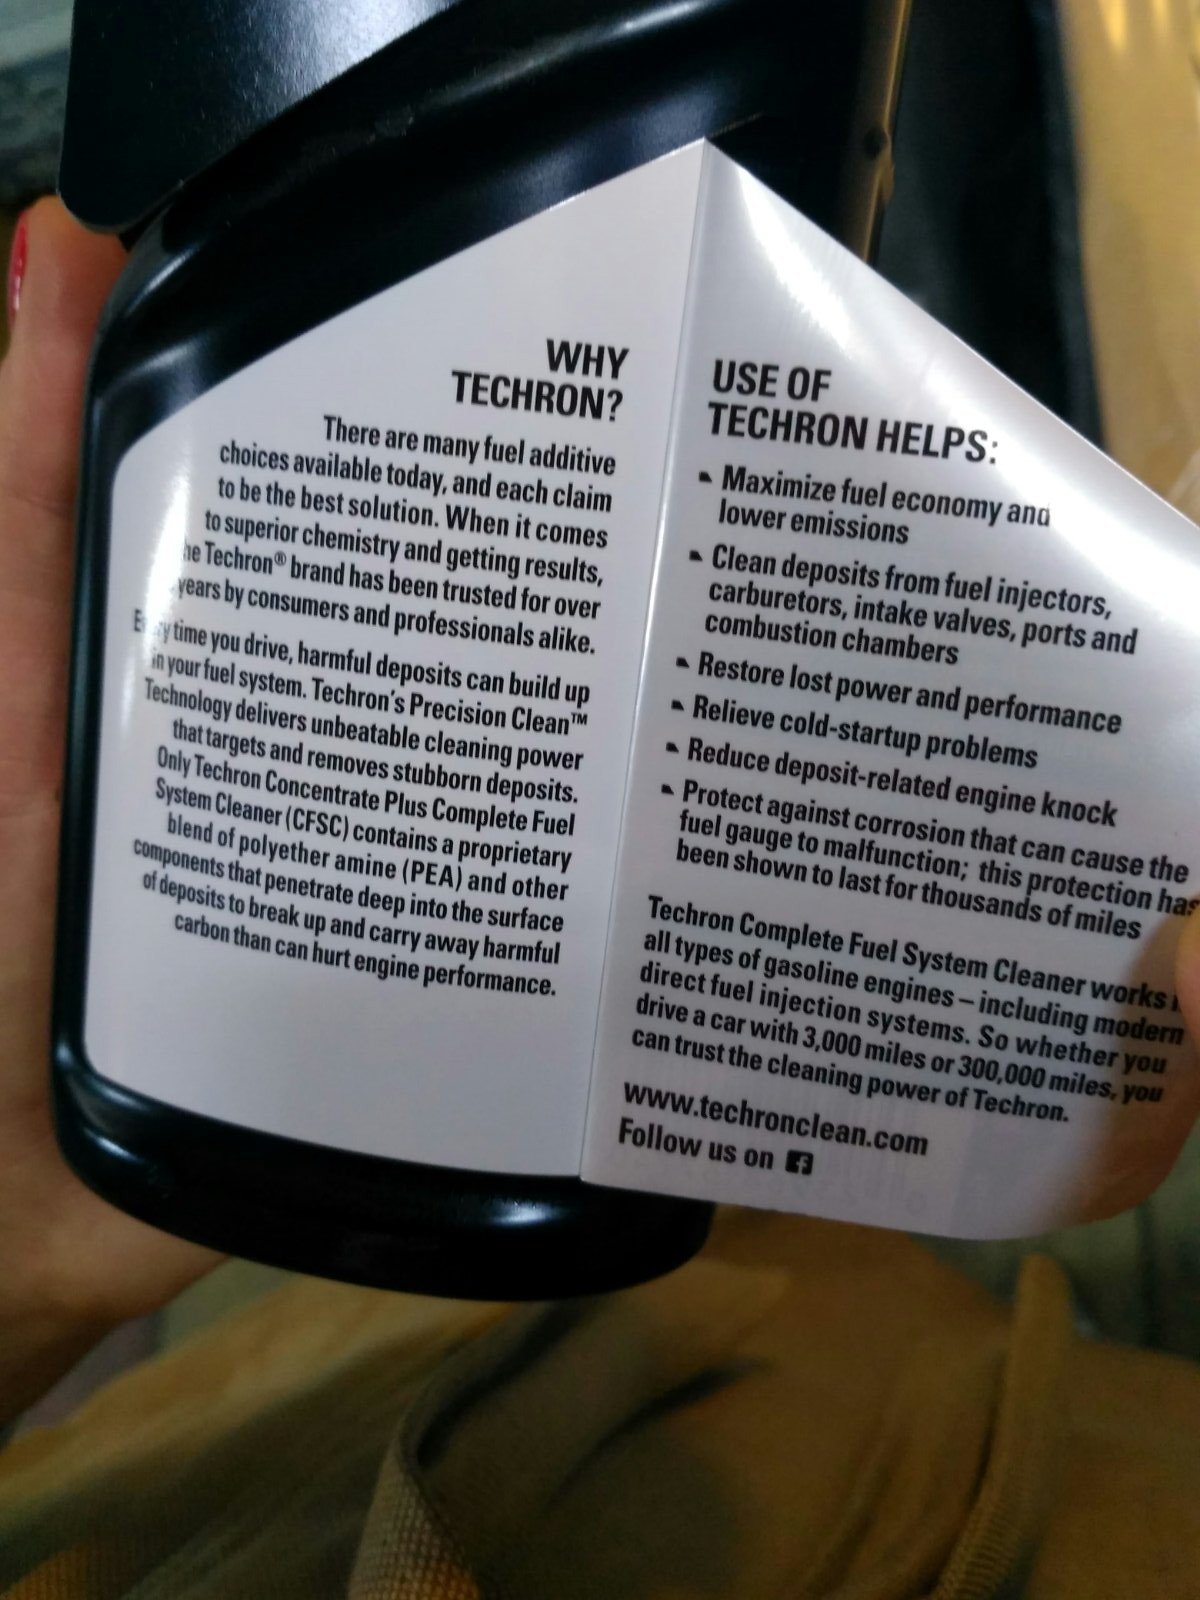 WHY
TECHRON?
There are many fuel additive
choices available today, and each claim
to be the best solution. When it comes
to superior chemistry and getting results,
he Techron® brand has been trusted for over
years by consumers and professionals alike.
time you drive, harmful deposits can build up
in your fuel system. Techron's Precision Clean™
Technology delivers unbeatable cleaning power
that targets and removes stubborn deposits.
Only Techron Concentrate Plus Complete Fuel
System Cleaner (CFSC) contains a proprietary
blend of polyether amine (PEA) and other
components that penetrate deep into the surface
of deposits to break up and carry away harmful
carbon than can hurt engine performance.
USE OF
TECHRON HELPS:
Maximize fuel economy and
lower emissions
Clean deposits from fuel injectors,
carburetors, intake valves, ports and
combustion chambers
Restore lost power and performance
Relieve cold-startup problems
Reduce deposit-related engine knock
Protect against corrosion that can cause the
fuel gauge to malfunction; this protection has
been shown to last for thousands of miles
Techron Complete Fuel System Cleaner works
all types of gasoline engines – including modern
direct fuel injection systems. So whether you
drive a car with 3,000 miles or 300,000 miles, you
can trust the cleaning power of Techron.
www.techronclean.com
Follow us on f